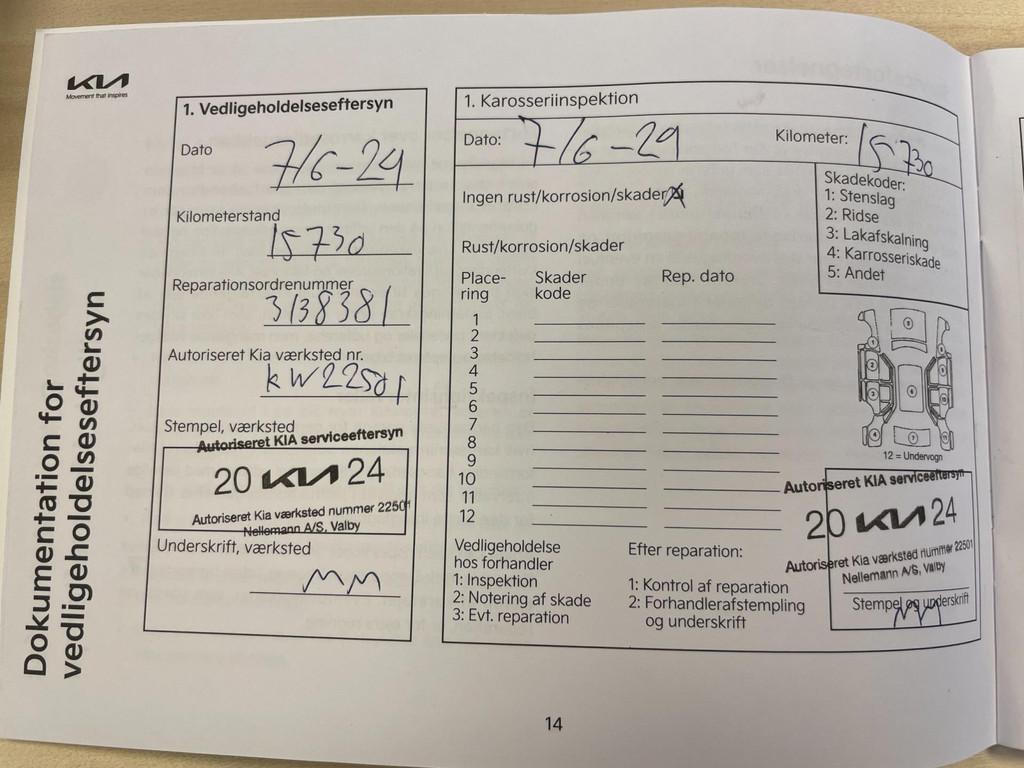 KIA
Movement that inspires
Dokumentation for
vedligeholdelseseftersyn
1. Vedligeholdelseseftersyn
Dato
7/6-24
Kilometerstand
15730
Reparationsordrenummer
3138381
Autoriseret Kia værksted nr.
KW22501
Stempel, værksted
Autoriseret KIA serviceeftersyn
20 KIA 24
Autoriseret Kia værksted nummer 22501
Nellemann A/S, Valby
Underskrift, værksted
MM
1. Karosseriinspektion
Dato: 7/6-24 Kilometer: 15730
Ingen rust/korrosion/skader
Rust/korrosion/skader
Skadekoder:
1: Stenslag
2: Ridse
3: Lakafskalning
4: Karrosseriskade
5: Andet
Place- Skader Rep. dato
ring kode
1
2
3
4
5
6
7
8
9
10
11
12
12 = Undervogn
Vedligeholdelse
hos forhandler
1: Inspektion
2: Notering af skade
3: Evt. reparation
Efter reparation:
1: Kontrol af reparation
2: Forhandlerafstempling
og underskrift
Autoriseret KIA serviceeftersyn
20 KIA 24
Autoriseret Kia værksted nummer 22501
Nellemann A/S, Valby
Stempel og underskrift
MM
14